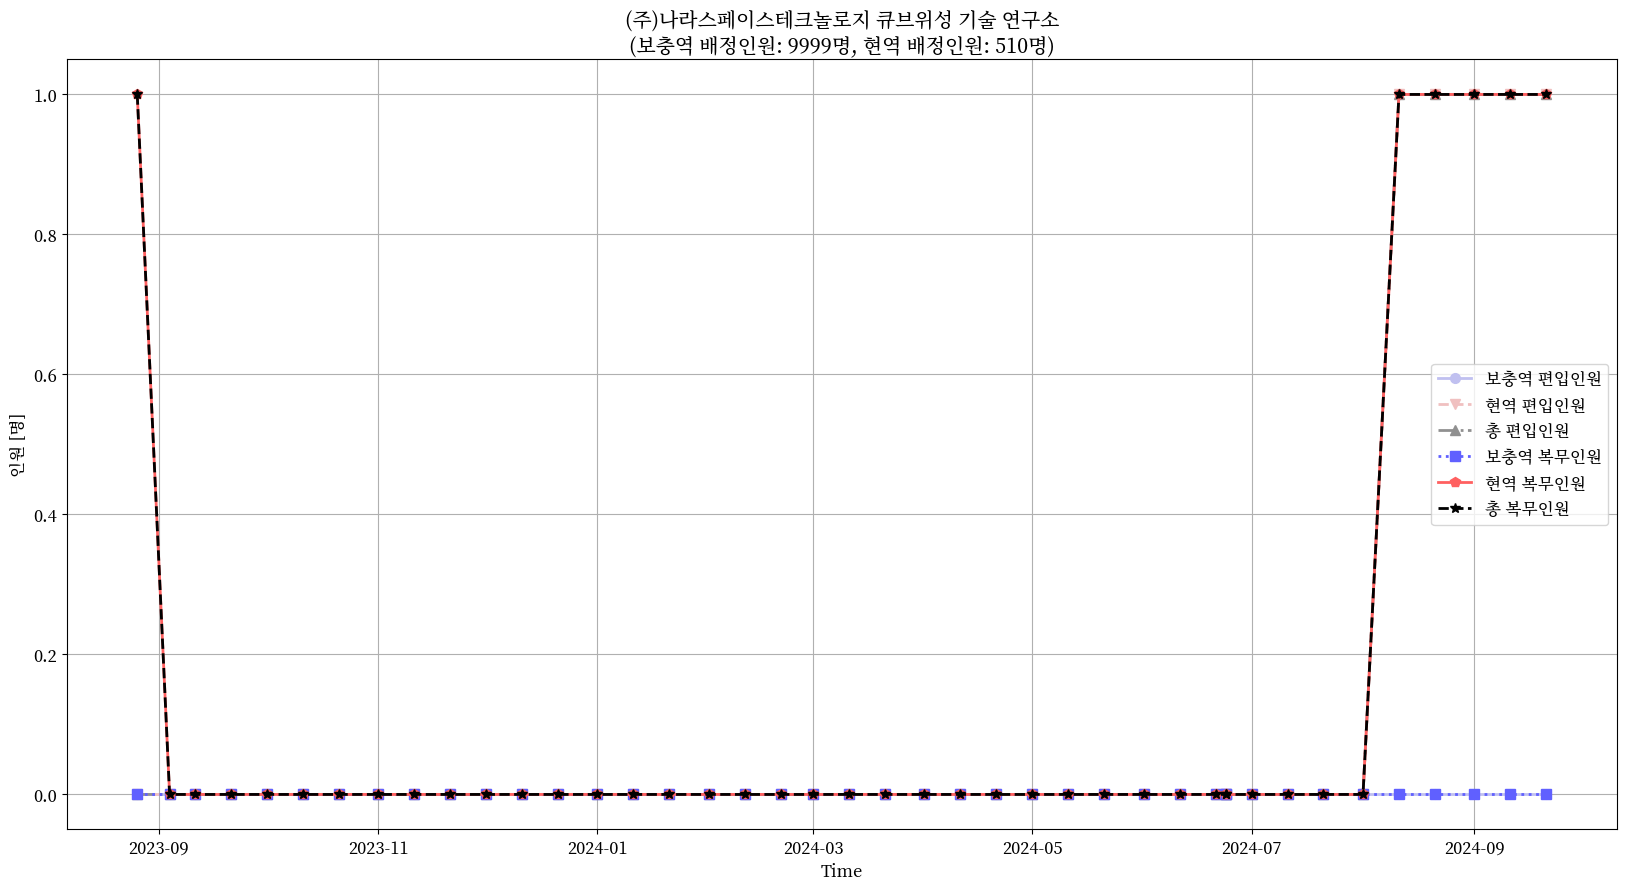 (주)나라스페이스테크놀로지 큐브위성 기술 연구소
(보충역 배정인원: 9999명, 현역 배정인원: 510명)
1.0
0.8
0.6
0.4
0.2
0.0
인원 [명]
보충역 편입인원
현역 편입인원
총 편입인원
보충역 복무인원
현역 복무인원
총 복무인원
2023-09
2023-11
2024-01
2024-03
2024-05
2024-07
2024-09
Time